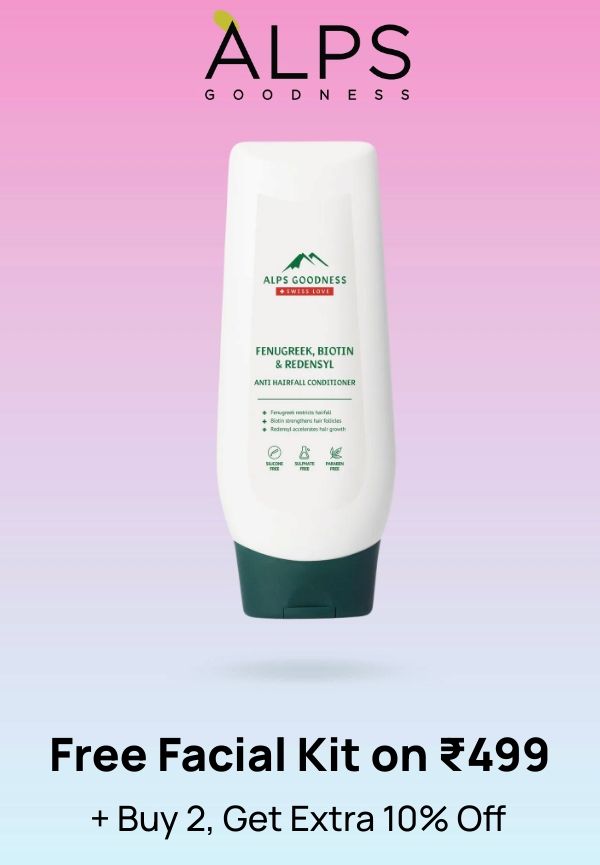 ALPS
GOODNESS
ALPS GOODNESS
SWISS LOVE
FENUGREEK, BIOTIN
& REDENSYL
ANTI HAIRFALL CONDITIONER
Fenugreek restricts hairfall
Biotin strengthens hair follicles
Redensyl accelerates hair growth
SILICONE FREE
SULPHATE FREE
PARABEN FREE
Free Facial Kit on ₹499
+ Buy 2, Get Extra 10% Off